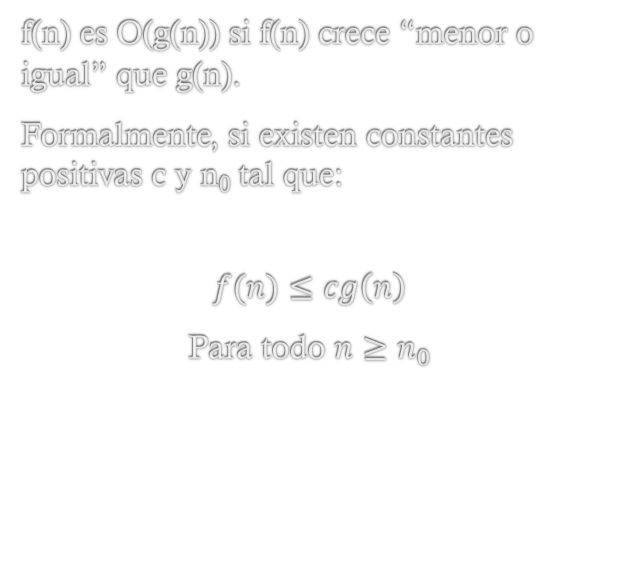 f(n) es O(g(n)) si f(n) crece “menor o
igual” que g(n).
Formalmente, si existen constantes
positivas c y n₀ tal que:
f(n) ≤ cg(n)
Para todo n ≥ n₀